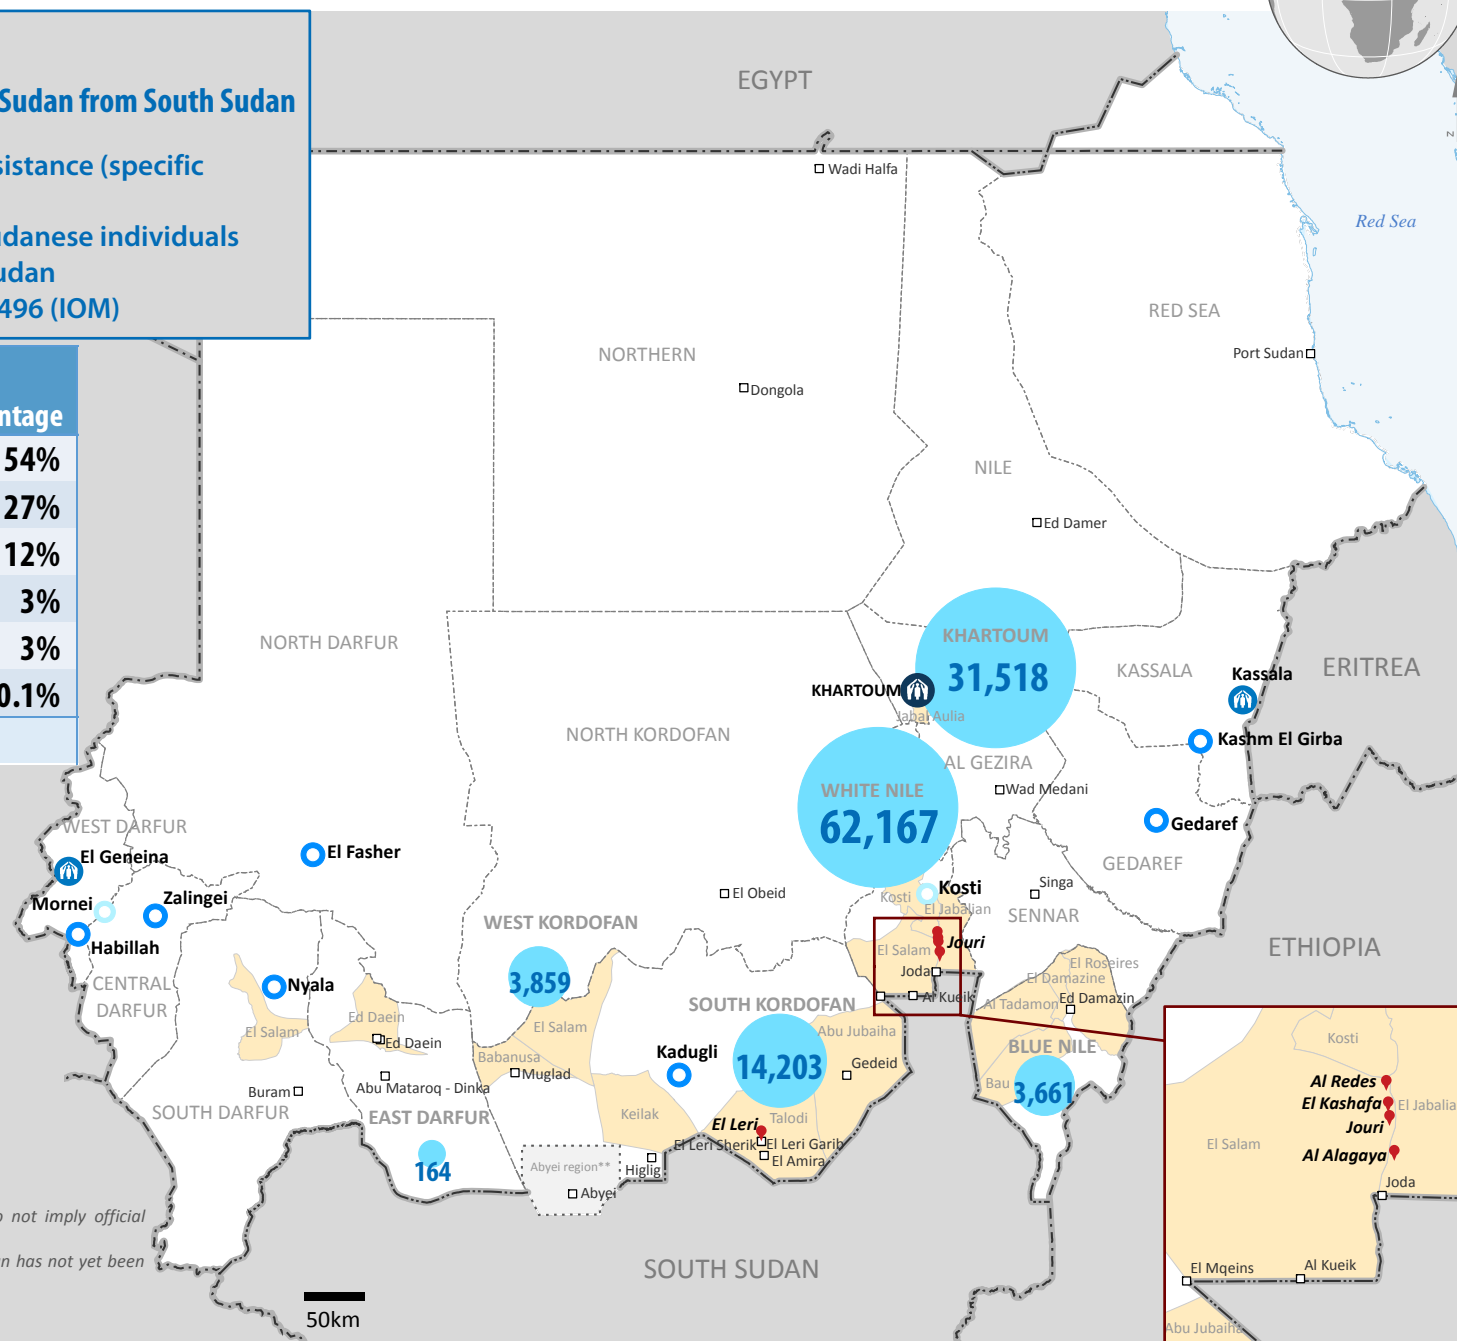 Sudan from South Sudan
sistance (specific
udanese individuals
udan
496 (IOM)
ntage
54%
27%
12%
3%
3%
0.1%
EGYPT
Wadi Halfa
Red Sea
RED SEA
NORTHERN
Port Sudan
Dongola
NILE
Ed Damer
NORTH DARFUR
KHARTOUM
31,518
KASSALA
Kassala
ERITREA
KHARTOUM
Jabal Aulia
NORTH KORDOFAN
Kashm El Girba
AL GEZIRA
WHITE NILE
62,167
Wad Medani
Gedaref
GEDAREF
WEST DARFUR
El Geneina
El Fasher
Mornei
Zalingei
Habillah
El Obeid
Kosti
Kosti
El Jabalian
Singa
SENNAR
WEST KORDOFAN
3,859
El Salam
Jouri
Joda
Al Kueik
ETHIOPIA
CENTRAL
DARFUR
Nyala
El Salam
Ed Daein
Ed Daein
El Salam
SOUTH KORDOFAN
Abu Jubaiha
El Roseires
El Damazine
Al Tadamon
Ed Damazin
BLUE NILE
Bau
3,661
Babanusa
Muglad
Kadugli
14,203
Gedeid
Buram
Abu Mataroq - Dinka
SOUTH DARFUR
EAST DARFUR
164
Keilak
El Leri
Talodi
El Leri Sherik
El Leri Garib
El Amira
Abyei region**
Higlig
Abyei
Kosti
Al Redes
El Kashafa
El Jabalia
Jouri
El Salam
Al Alagaya
Joda
El Mqeins
Al Kueik
Abu Jubaiha
o not imply official
n has not yet been
SOUTH SUDAN
50km